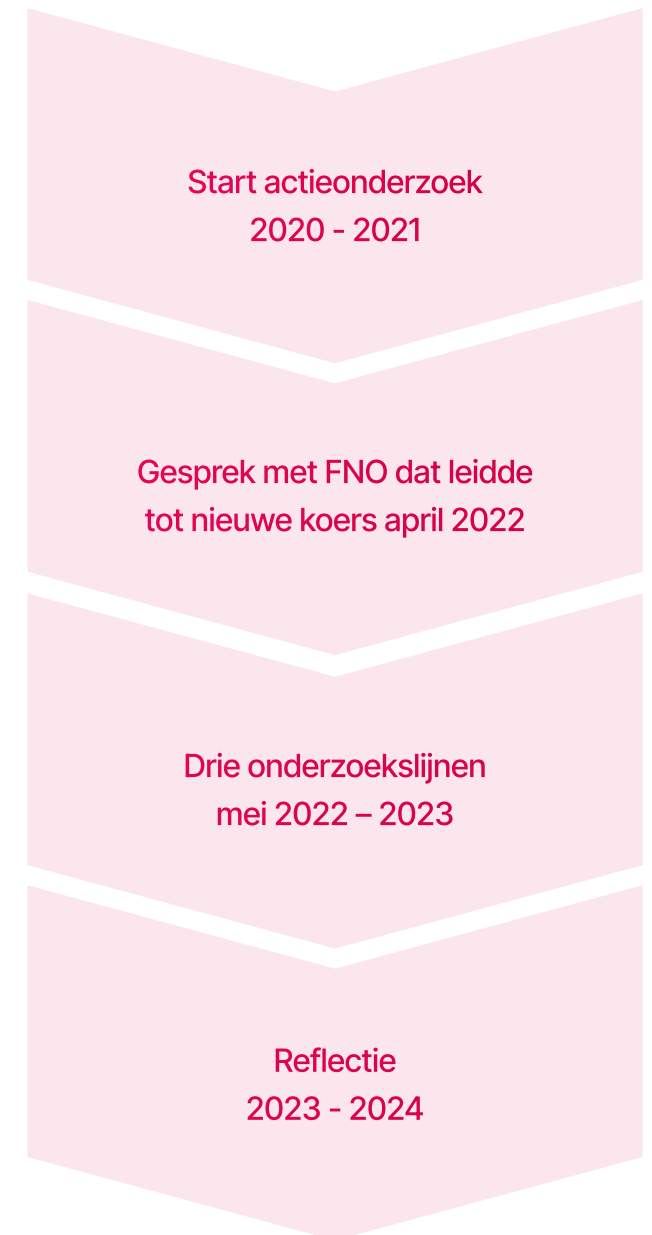 Start actieonderzoek
2020 - 2021
Gesprek met FNO dat leidde
tot nieuwe koers april 2022
Drie onderzoekslijnen
mei 2022 – 2023
Reflectie
2023 - 2024